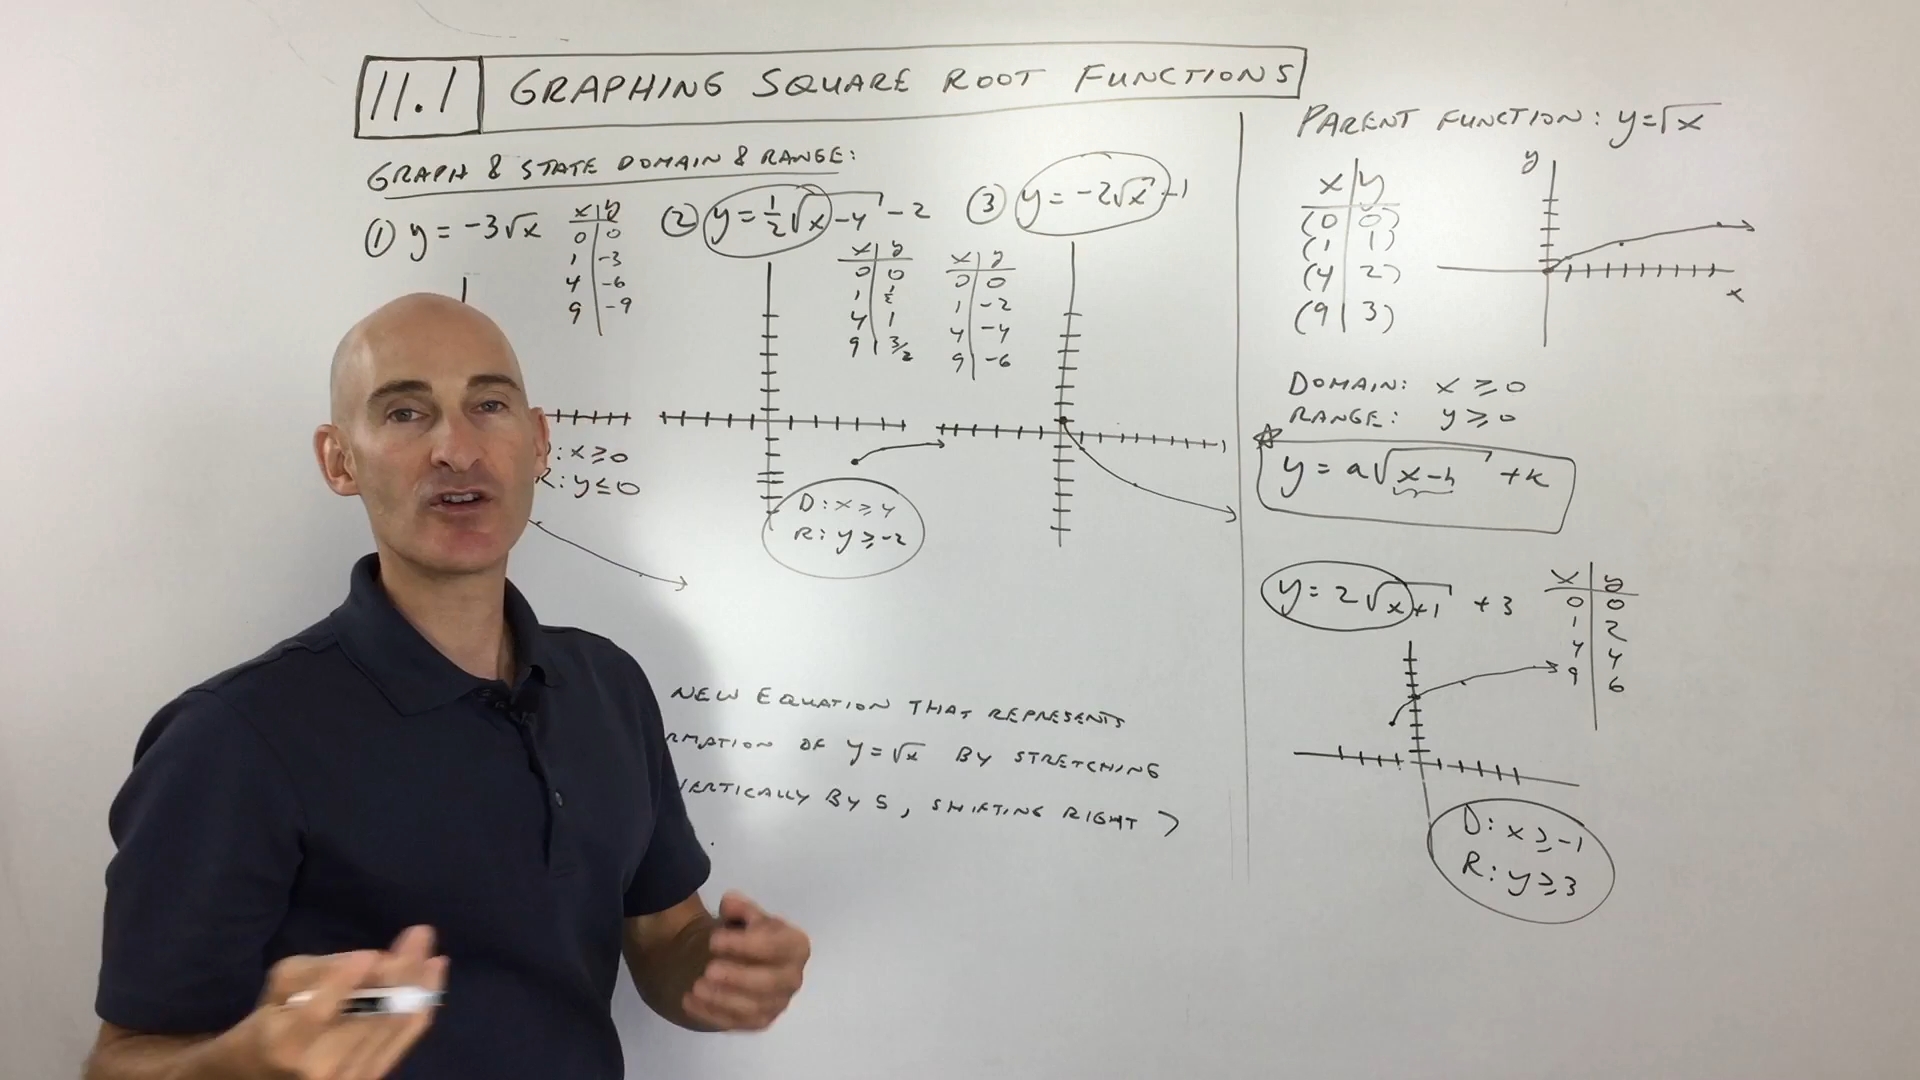 11.1 GRAPHING SQUARE ROOT FUNCTIONS
GRAPH & STATE DOMAIN & RANGE:
① y = -3√x
x | y
0 | 0
1 | -3
4 | -6
9 | -9
D: x ≥ 0
R: y ≤ 0
② y = 1/2 √x-4 - 2
x | y
0 | 0
1 | 1/2
4 | 1
9 | 3/2
D: x ≥ 4
R: y ≥ -2
③ y = -2√x - 1
x | y
0 | 0
1 | -2
4 | -4
9 | -6
NEW EQUATION THAT REPRESENTS
RMATION OF y = √x BY STRETCHING
VERTICALLY BY 5, SHIFTING RIGHT 7
PARENT FUNCTION: y = √x
x | y
(0 | 0)
(1 | 1)
(4 | 2)
(9 | 3)
y
x
DOMAIN: x ≥ 0
RANGE: y ≥ 0
y = a√x-h + k
y = 2√x+1 + 3
x | y
0 | 0
1 | 2
4 | 4
9 | 6
D: x ≥ -1
R: y ≥ 3